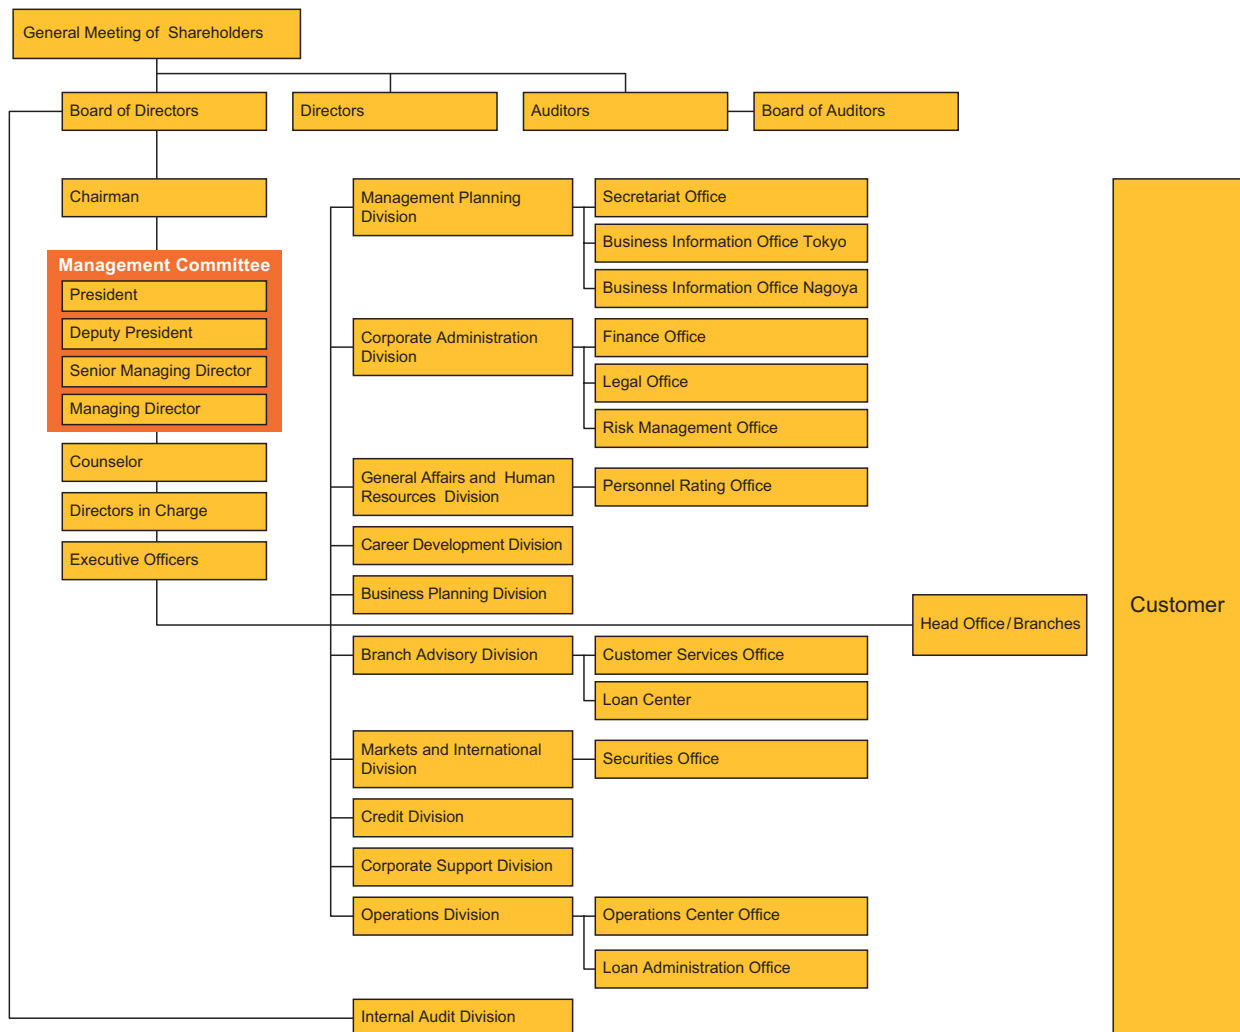 General Meeting of Shareholders
Board of Directors
Directors
Auditors
Board of Auditors
Chairman
Management Committee
President
Deputy President
Senior Managing Director
Managing Director
Counselor
Directors in Charge
Executive Officers
Management Planning
Division
Secretariat Office
Business Information Office Tokyo
Business Information Office Nagoya
Corporate Administration
Division
Finance Office
Legal Office
Risk Management Office
General Affairs and Human
Resources Division
Personnel Rating Office
Career Development Division
Business Planning Division
Head Office/Branches
Branch Advisory Division
Customer Services Office
Loan Center
Markets and International
Division
Securities Office
Credit Division
Corporate Support Division
Operations Division
Operations Center Office
Loan Administration Office
Internal Audit Division
Customer